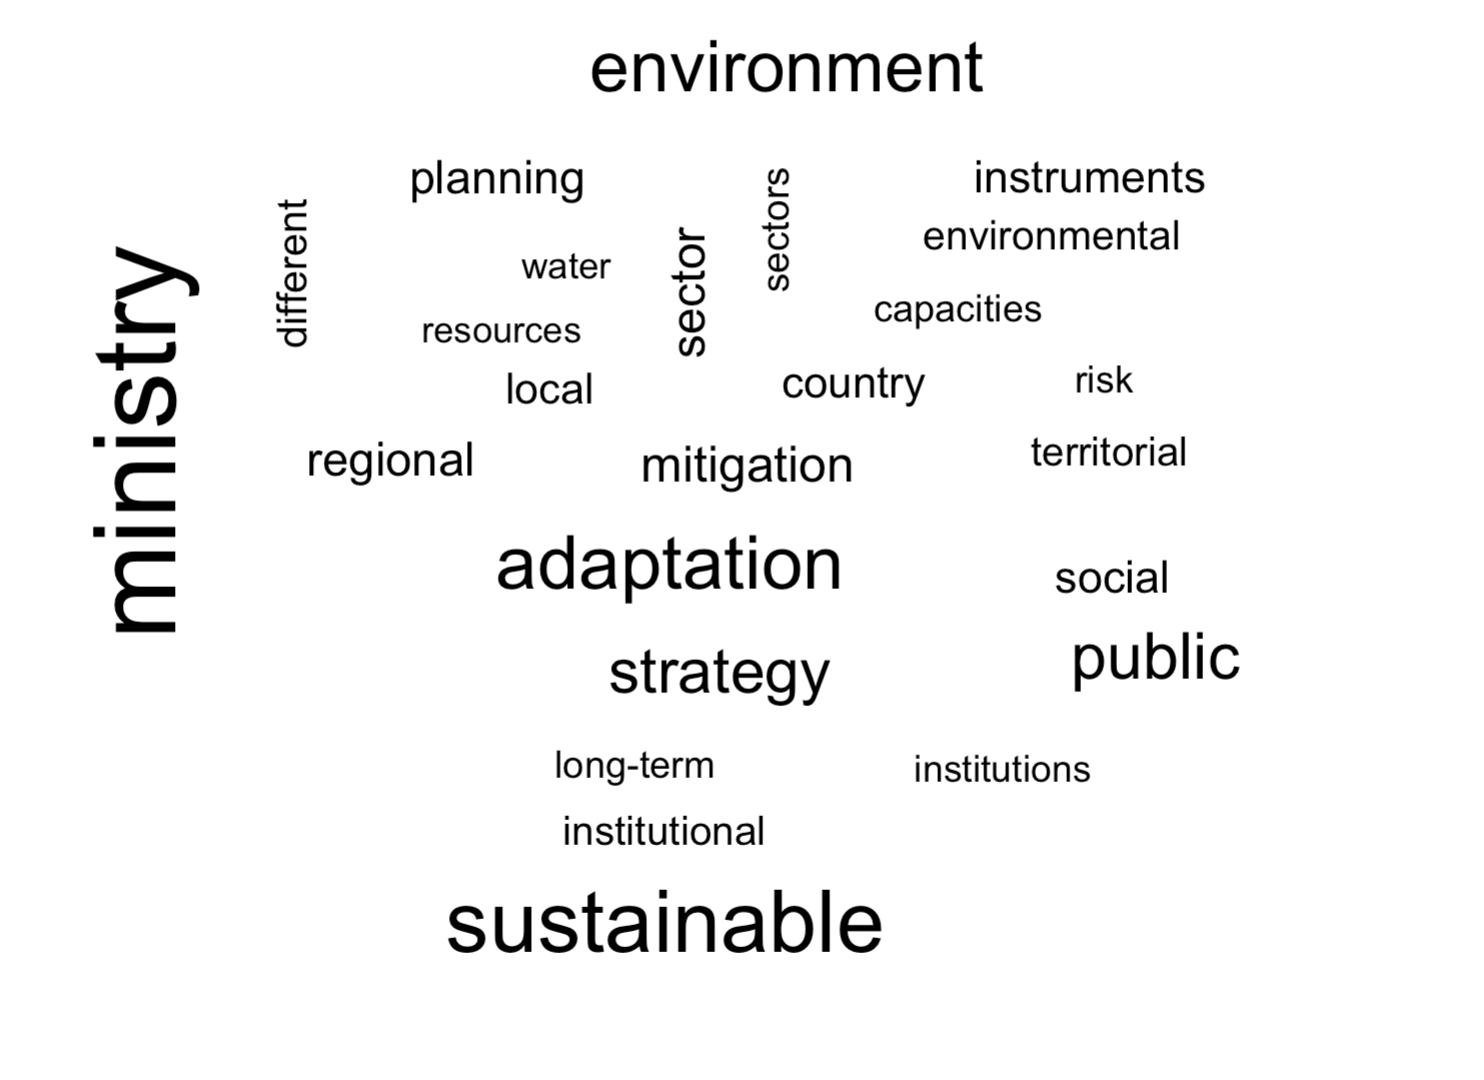 environment
planning
instruments
different
sectors
environmental
ministry
water
sector
capacities
resources
local
country
risk
regional
mitigation
territorial
adaptation
social
strategy
public
long-term
institutions
institutional
sustainable